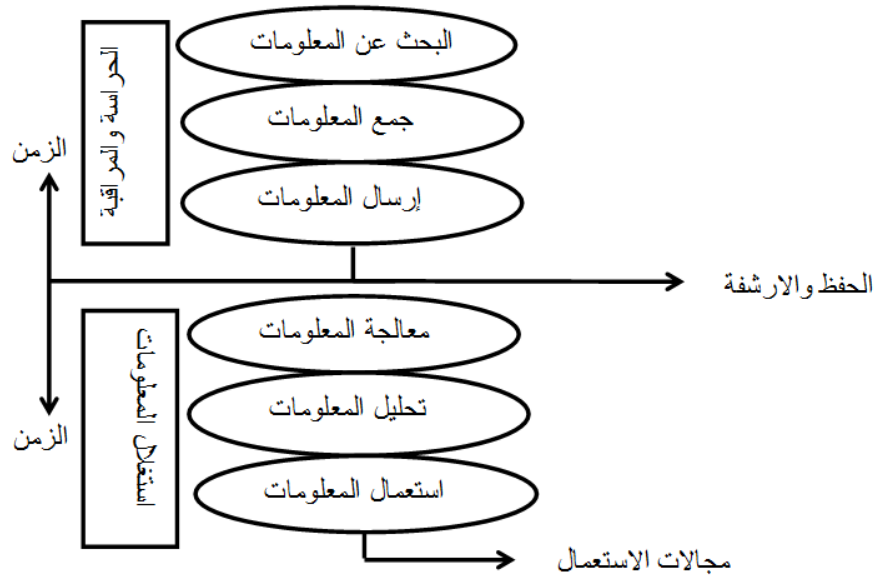 البحث عن المعلومات
جمع المعلومات
إرسال المعلومات
الحراسة والمراقبة
الزمن
الحفظ والارشفة
معالجة المعلومات
تحليل المعلومات
استعمال المعلومات
استغلال المعلومات
الزمن
مجالات الاستعمال